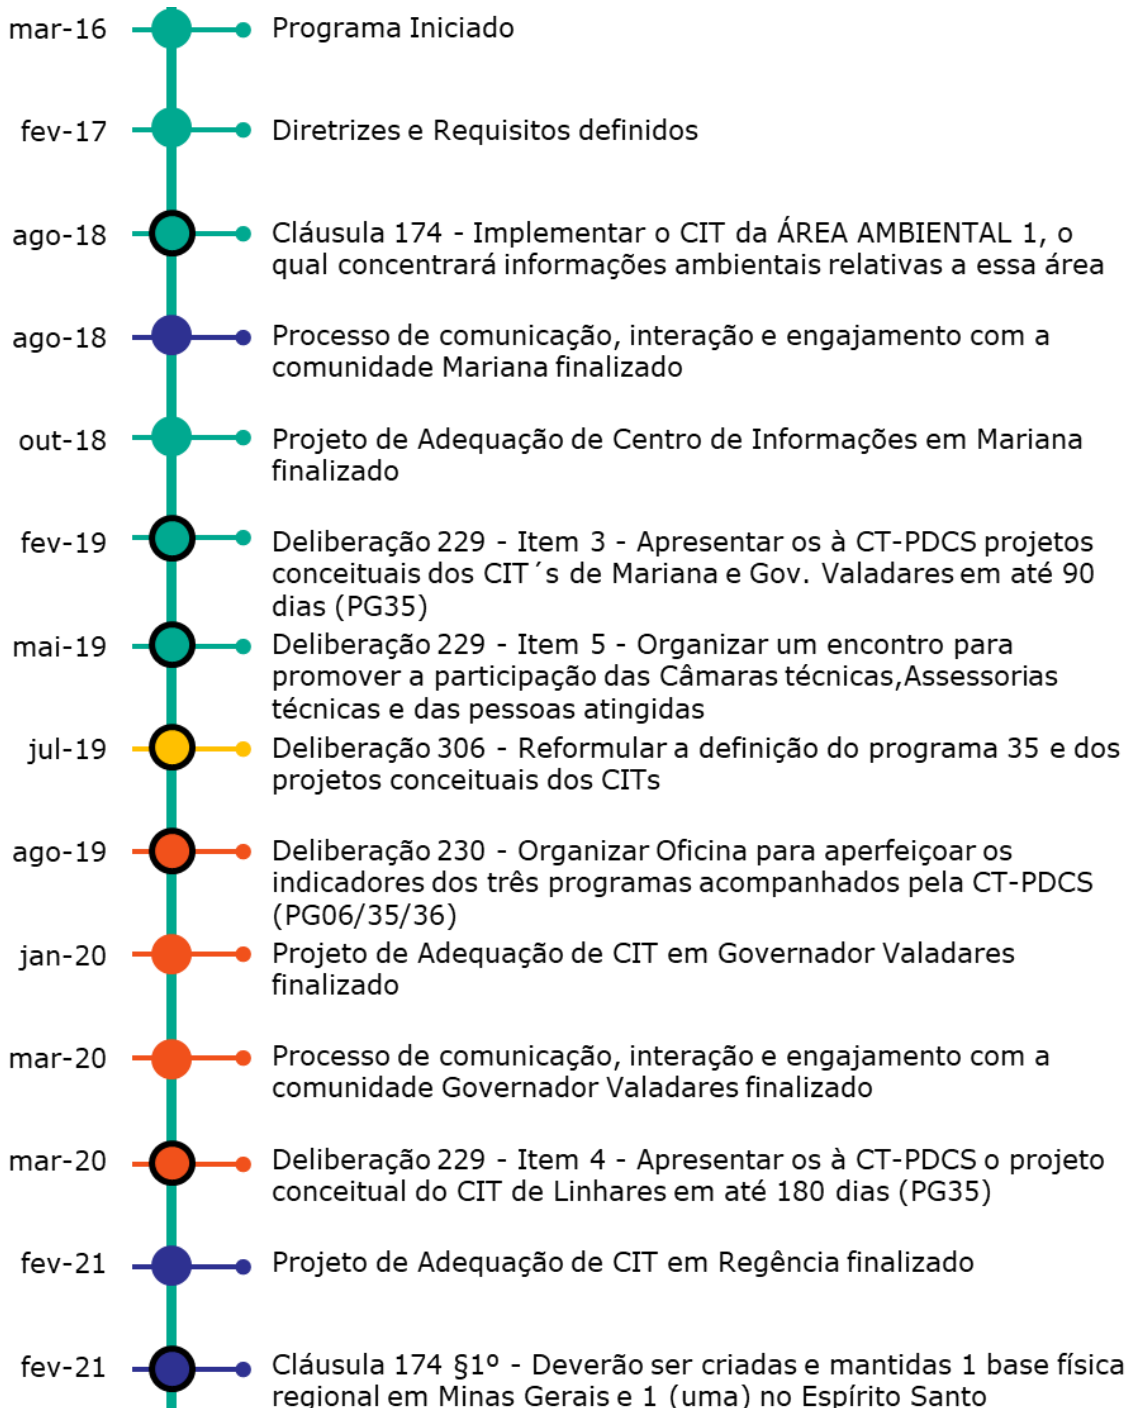 mar-16 Programa Iniciado
fev-17 Diretrizes e Requisitos definidos
ago-18 Cláusula 174 - Implementar o CIT da ÁREA AMBIENTAL 1, o
qual concentrará informações ambientais relativas a essa área
ago-18 Processo de comunicação, interação e engajamento com a
comunidade Mariana finalizado
out-18 Projeto de Adequação de Centro de Informações em Mariana
finalizado
fev-19 Deliberação 229 - Item 3 - Apresentar os à CT-PDCS projetos
conceituais dos CIT´s de Mariana e Gov. Valadares em até 90
dias (PG35)
mai-19 Deliberação 229 - Item 5 - Organizar um encontro para
promover a participação das Câmaras técnicas,Assessorias
técnicas e das pessoas atingidas
jul-19 Deliberação 306 - Reformular a definição do programa 35 e dos
projetos conceituais dos CITs
ago-19 Deliberação 230 - Organizar Oficina para aperfeiçoar os
indicadores dos três programas acompanhados pela CT-PDCS
(PG06/35/36)
jan-20 Projeto de Adequação de CIT em Governador Valadares
finalizado
mar-20 Processo de comunicação, interação e engajamento com a
comunidade Governador Valadares finalizado
mar-20 Deliberação 229 - Item 4 - Apresentar os à CT-PDCS o projeto
conceitual do CIT de Linhares em até 180 dias (PG35)
fev-21 Projeto de Adequação de CIT em Regência finalizado
fev-21 Cláusula 174 §1º - Deverão ser criadas e mantidas 1 base física
regional em Minas Gerais e 1 (uma) no Espírito Santo